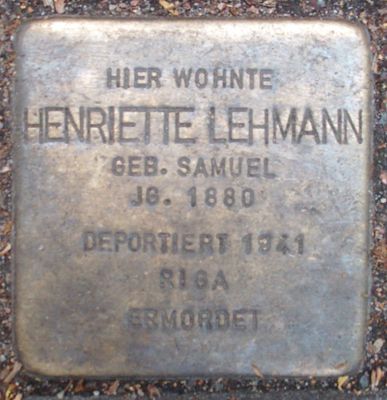 HIER WOHNTE
HENRIETTE LEHMANN
GEB. SAMUEL
JG. 1880
DEPORTIERT 1941
RIGA
ERMORDET